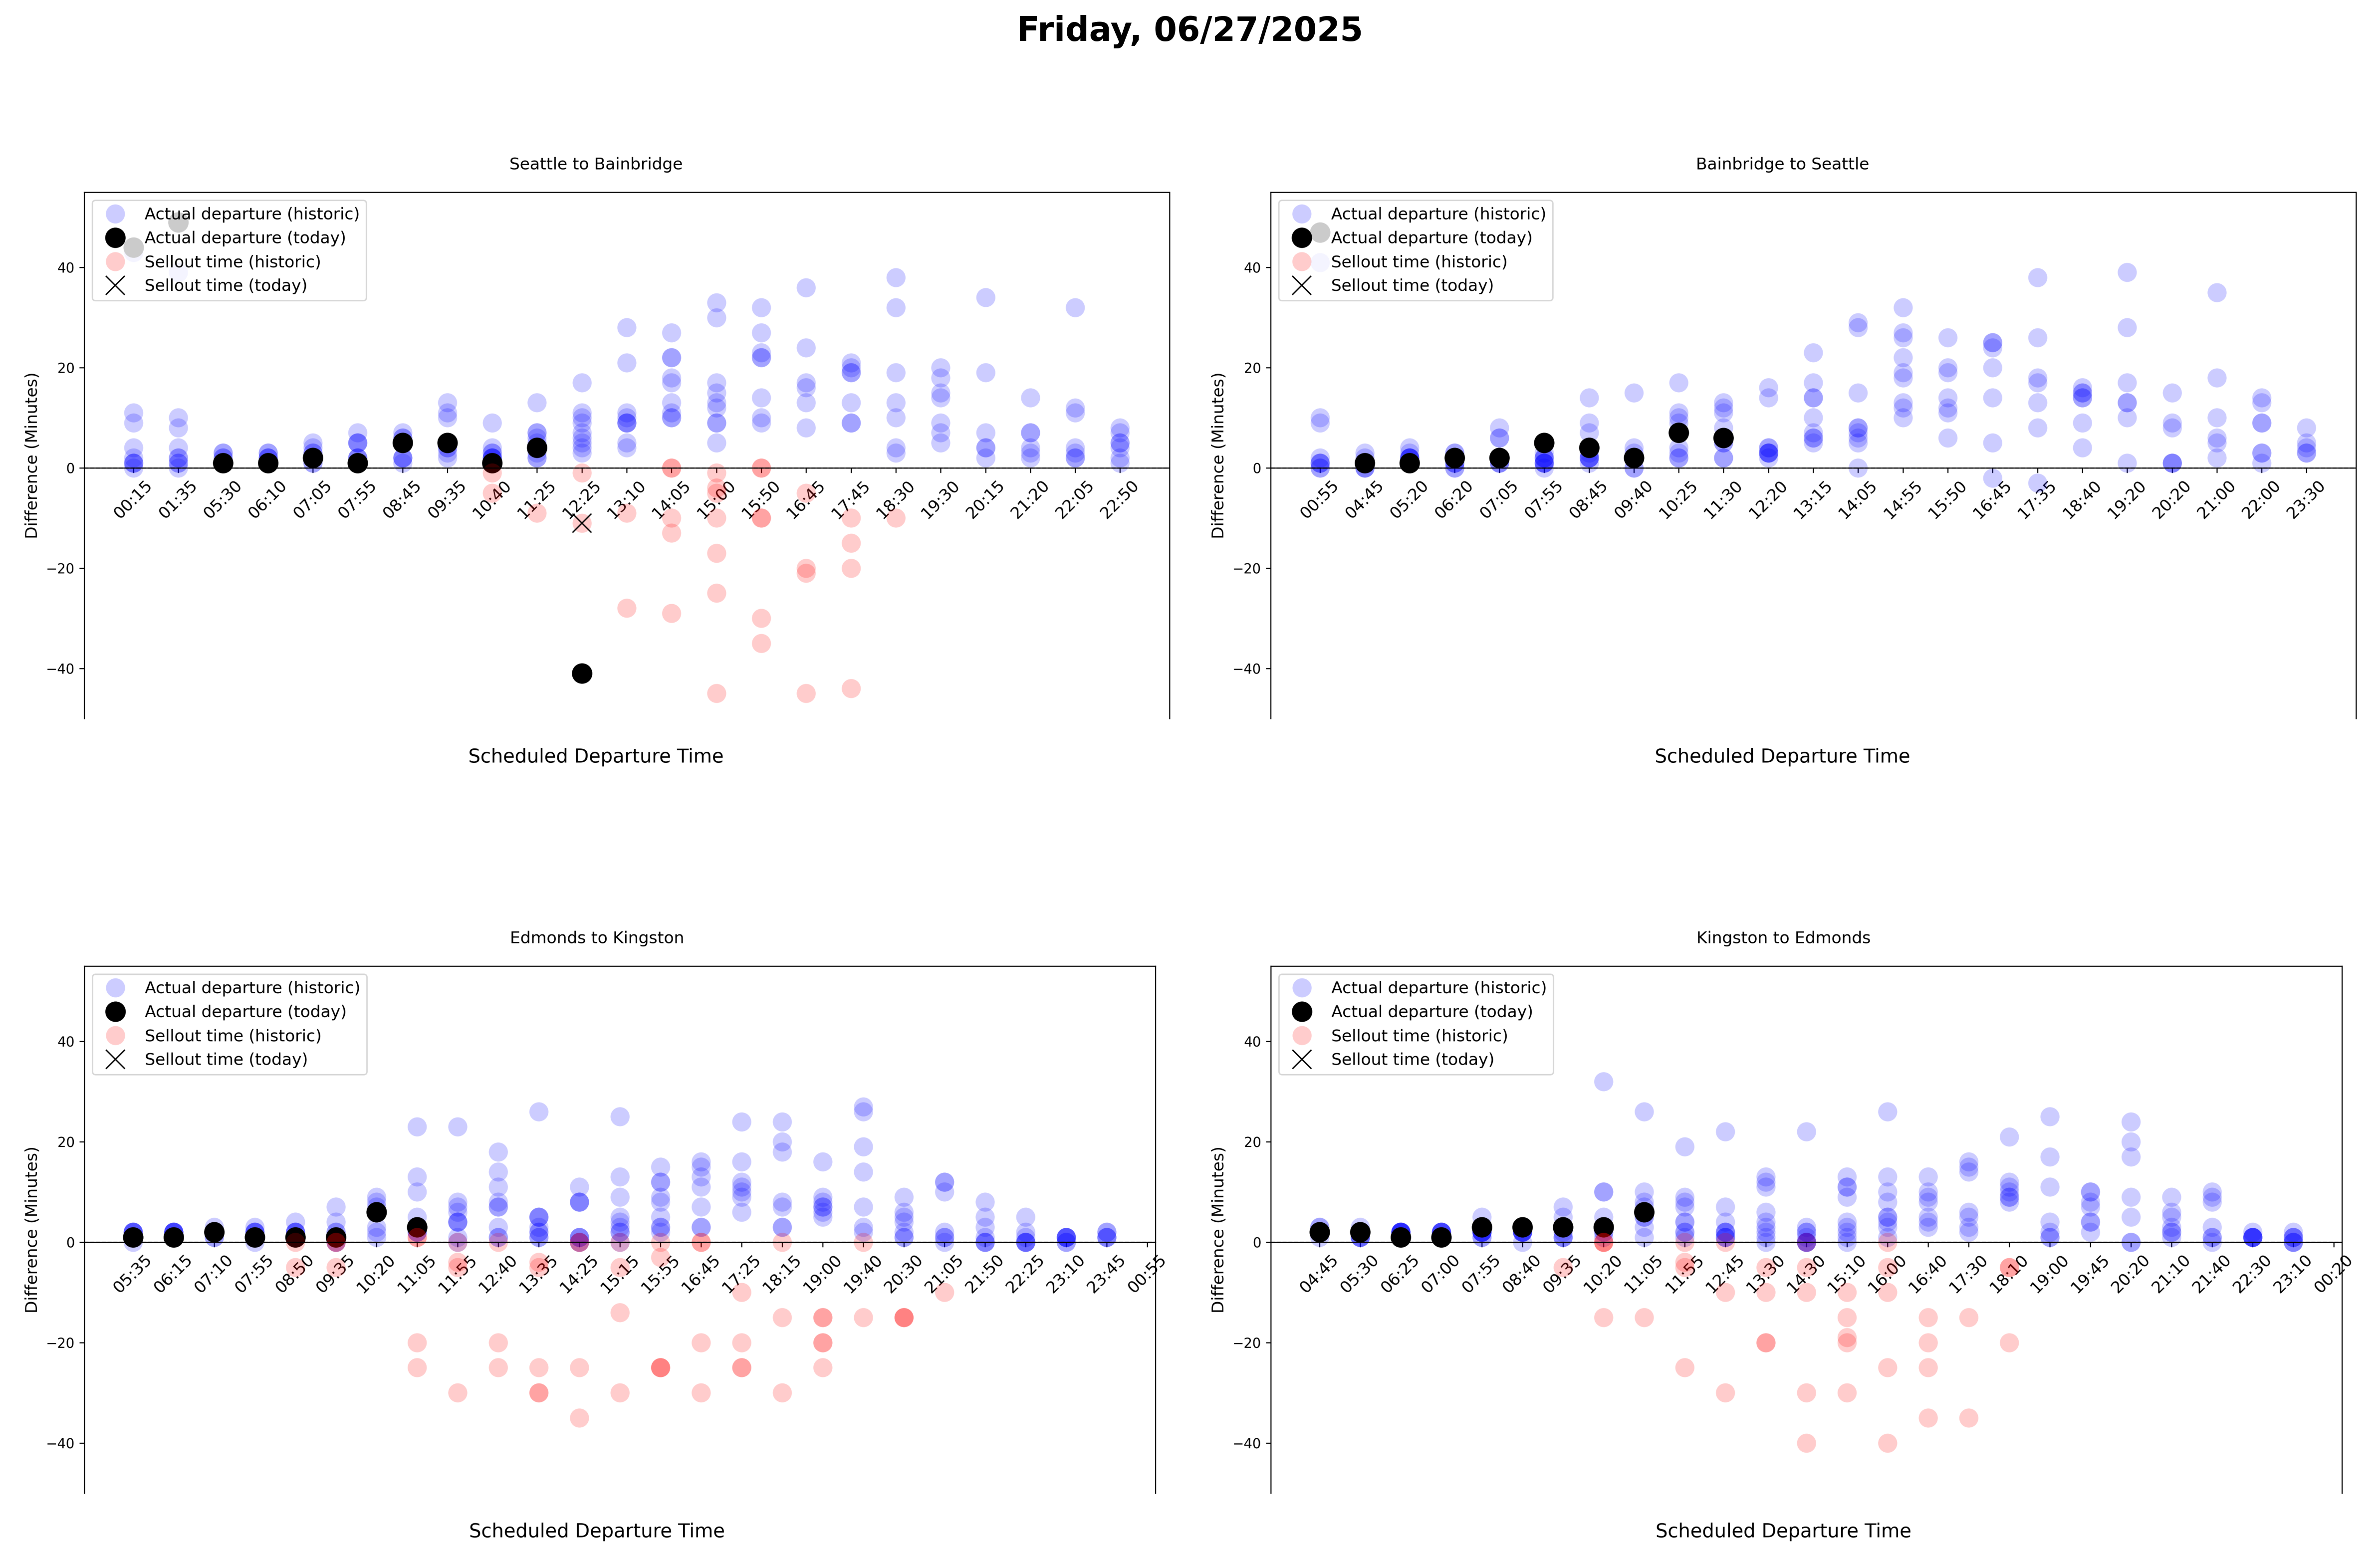 Friday, 06/27/2025
Seattle to Bainbridge
Actual departure (historic)
Actual departure (today)
Sellout time (historic)
Sellout time (today)
Difference (Minutes)
40
20
0
−20
−40
00:15 01:35 05:30 06:10 07:05 07:55 08:45 09:35 10:40 11:25 12:25 13:10 14:05 15:00 15:50 16:45 17:45 18:30 19:30 20:15 21:20 22:05 22:50
Scheduled Departure Time
Bainbridge to Seattle
Actual departure (historic)
Actual departure (today)
Sellout time (historic)
Sellout time (today)
Difference (Minutes)
40
20
0
−20
−40
00:55 04:45 05:20 06:20 07:05 07:55 08:45 09:40 10:25 11:30 12:20 13:15 14:05 14:55 15:50 16:45 17:35 18:40 19:20 20:20 21:00 22:00 23:30
Scheduled Departure Time
Edmonds to Kingston
Actual departure (historic)
Actual departure (today)
Sellout time (historic)
Sellout time (today)
Difference (Minutes)
40
20
0
−20
−40
05:35 06:15 07:10 07:55 08:50 09:35 10:20 11:05 11:55 12:40 13:35 14:25 15:15 15:55 16:45 17:25 18:15 19:00 19:40 20:30 21:05 21:50 22:25 23:10 23:45 00:55
Scheduled Departure Time
Kingston to Edmonds
Actual departure (historic)
Actual departure (today)
Sellout time (historic)
Sellout time (today)
Difference (Minutes)
40
20
0
−20
−40
04:45 05:30 06:25 07:00 07:55 08:40 09:35 10:20 11:05 11:55 12:45 13:30 14:30 15:10 16:00 16:40 17:30 18:10 19:00 19:45 20:20 21:10 21:40 22:30 23:10 00:20
Scheduled Departure Time